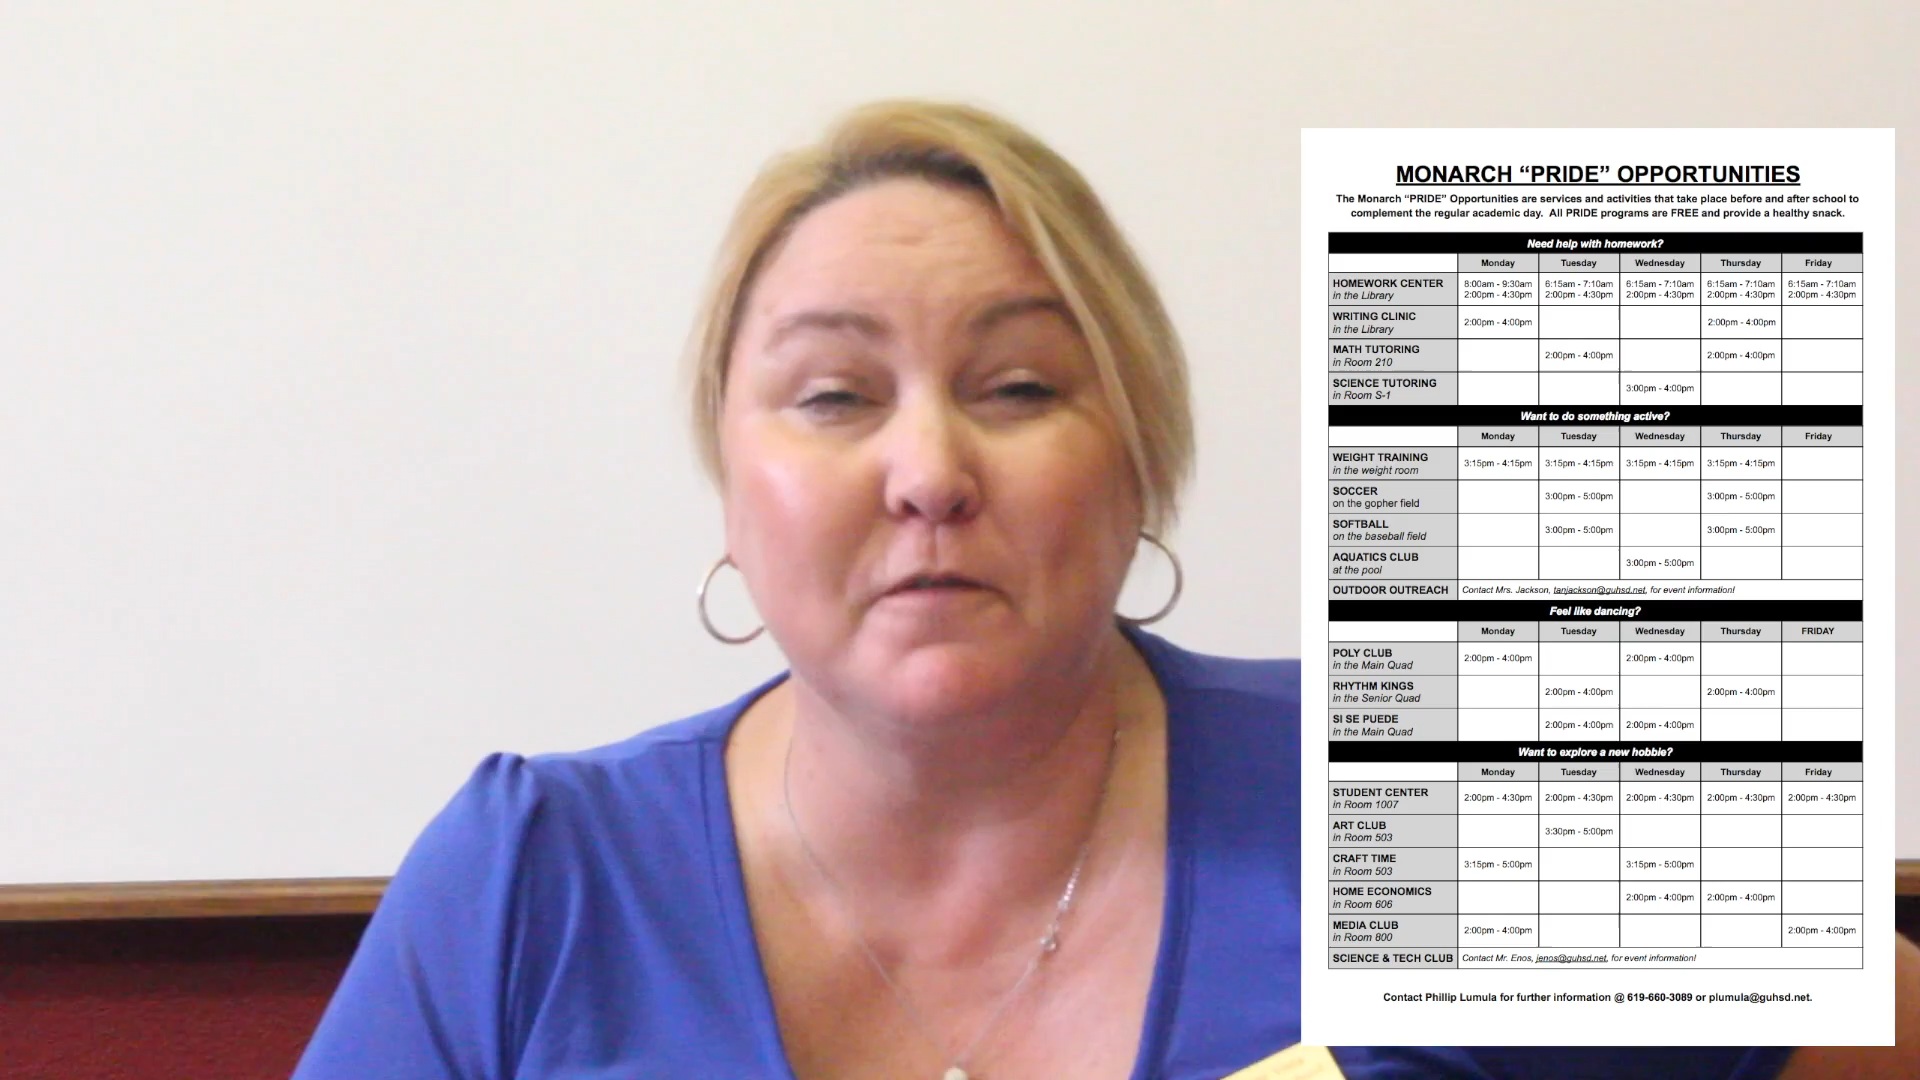 MONARCH “PRIDE” OPPORTUNITIES
The Monarch “PRIDE” Opportunities are services and activities that take place before and after school to
complement the regular academic day. All PRIDE programs are FREE and provide a healthy snack.
Need help with homework?
Monday Tuesday Wednesday Thursday Friday
HOMEWORK CENTER 8:00am - 9:30am 6:15am - 7:10am 6:15am - 7:10am 6:15am - 7:10am 6:15am - 7:10am
in the Library 2:00pm - 4:30pm 2:00pm - 4:30pm 2:00pm - 4:30pm 2:00pm - 4:30pm 2:00pm - 4:30pm
WRITING CLINIC
in the Library
2:00pm - 4:00pm 2:00pm - 4:00pm
MATH TUTORING
in Room 210
2:00pm - 4:00pm 2:00pm - 4:00pm
SCIENCE TUTORING
in Room S-1
3:00pm - 4:00pm
Want to do something active?
Monday Tuesday Wednesday Thursday Friday
WEIGHT TRAINING
in the weight room
3:15pm - 4:15pm 3:15pm - 4:15pm 3:15pm - 4:15pm 3:15pm - 4:15pm
SOCCER
on the gopher field
3:00pm - 5:00pm 3:00pm - 5:00pm
SOFTBALL
on the baseball field
3:00pm - 5:00pm 3:00pm - 5:00pm
AQUATICS CLUB
at the pool
3:00pm - 5:00pm
OUTDOOR OUTREACH Contact Mrs. Jackson, tanjackson@guhsd.net, for event information!
Feel like dancing?
Monday Tuesday Wednesday Thursday FRIDAY
POLY CLUB
in the Main Quad
2:00pm - 4:00pm 2:00pm - 4:00pm
RHYTHM KINGS
in the Senior Quad
2:00pm - 4:00pm 2:00pm - 4:00pm
SI SE PUEDE
in the Main Quad
2:00pm - 4:00pm 2:00pm - 4:00pm
Want to explore a new hobbie?
Monday Tuesday Wednesday Thursday Friday
STUDENT CENTER
in Room 1007
2:00pm - 4:30pm 2:00pm - 4:30pm 2:00pm - 4:30pm 2:00pm - 4:30pm 2:00pm - 4:30pm
ART CLUB
in Room 503
3:30pm - 5:00pm
CRAFT TIME
in Room 503
3:15pm - 5:00pm 3:15pm - 5:00pm
HOME ECONOMICS
in Room 606
2:00pm - 4:00pm 2:00pm - 4:00pm
MEDIA CLUB
in Room 800
2:00pm - 4:00pm 2:00pm - 4:00pm
SCIENCE & TECH CLUB Contact Mr. Enos, jenos@guhsd.net, for event information!
Contact Phillip Lumula for further information @ 619-660-3089 or plumula@guhsd.net.